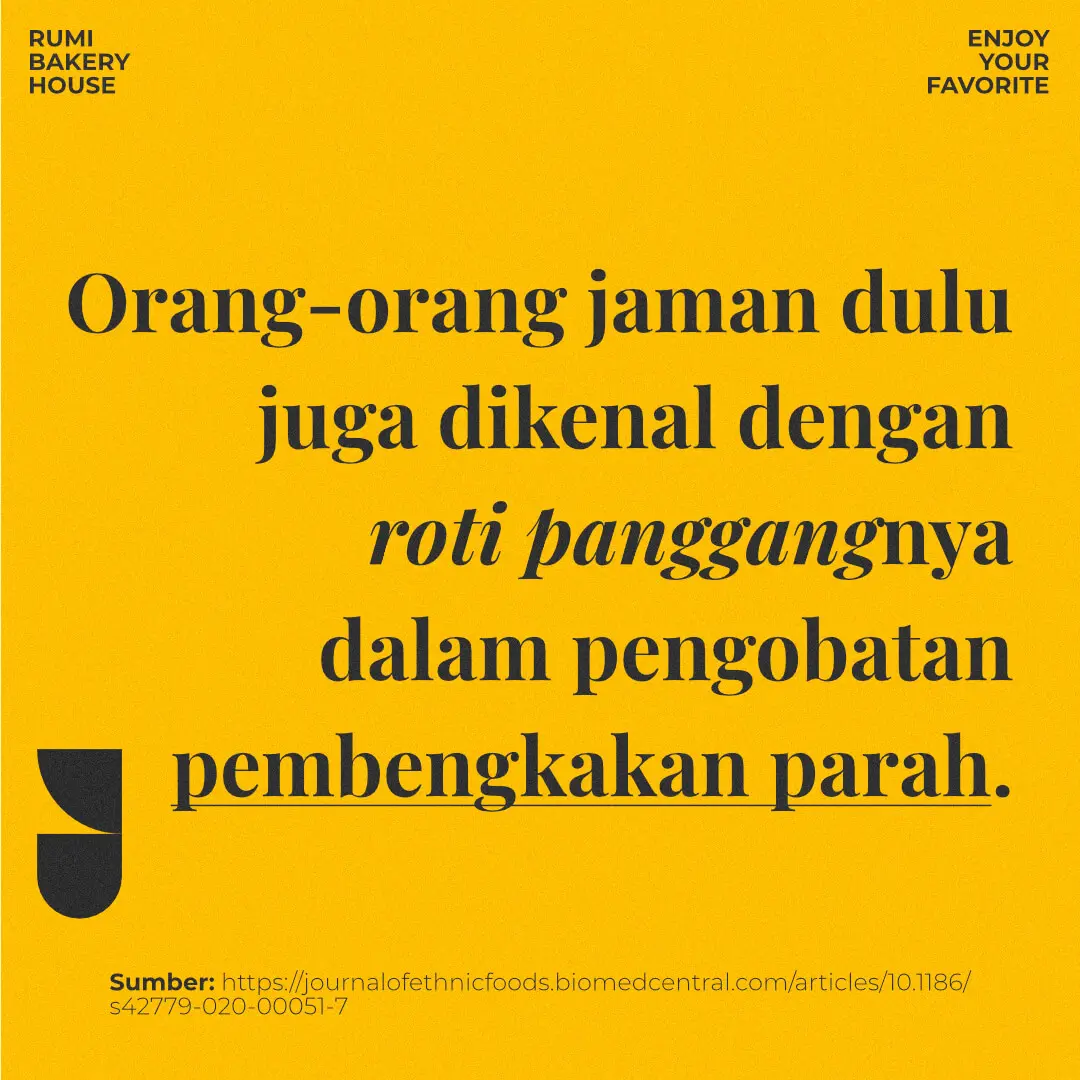 RUMI
BAKERY
HOUSE
ENJOY
YOUR
FAVORITE
Orang-orang jaman dulu
juga dikenal dengan
roti panggangnya
dalam pengobatan
pembengkakan parah.
Sumber: https://journalofethnicfoods.biomedcentral.com/articles/10.1186/
s42779-020-00051-7